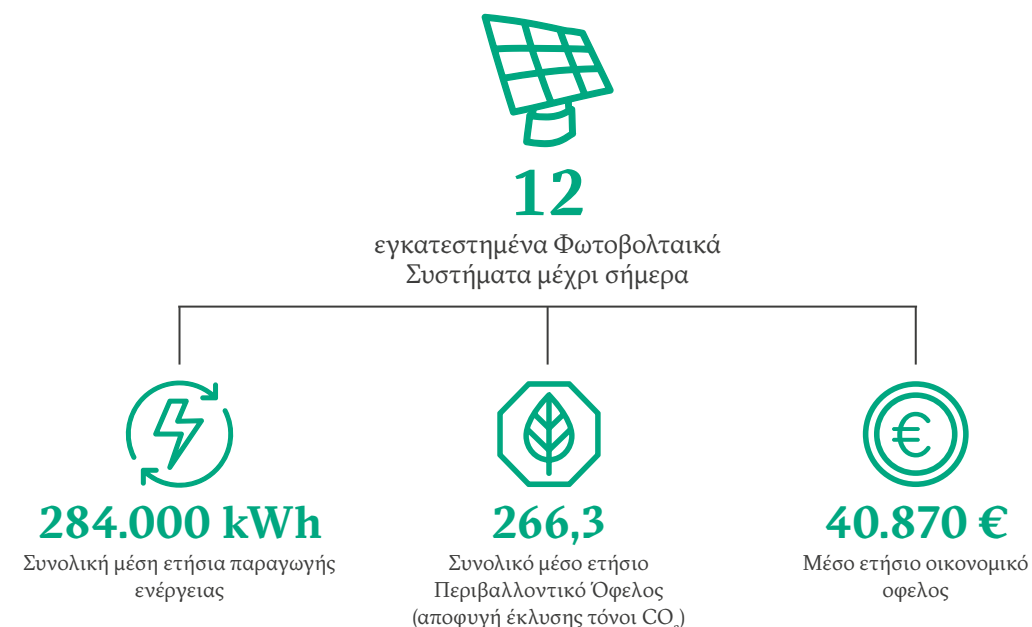 12
εγκατεστημένα Φωτοβολταικά
Συστήματα μέχρι σήμερα
284.000 kWh
Συνολική μέση ετήσια παραγωγής
ενέργειας
266,3
Συνολικό μέσο ετήσιο
Περιβαλλοντικό Όφελος
(αποφυγή έκλυσης τόνοι CO₂)
40.870 €
Μέσο ετήσιο οικονομικό
οφελος